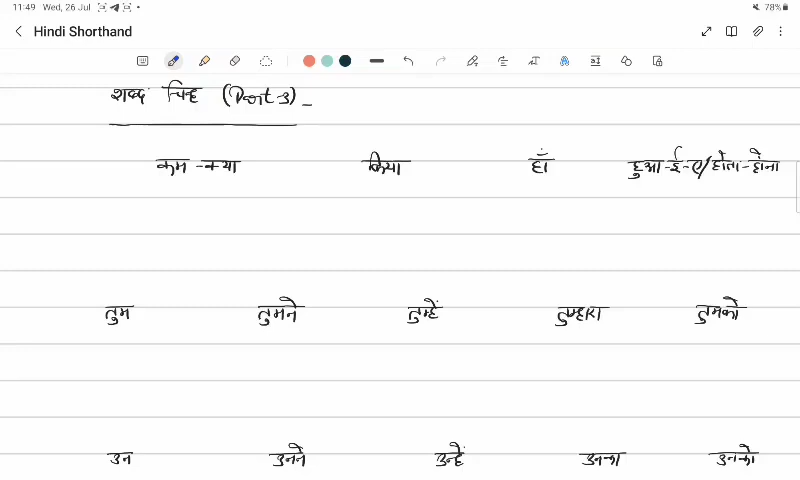 11:49 Wed, 26 Jul 78%
Hindi Shorthand
शब्द चिन्ह (Part-3) -
कम -क्या किया हाँ हुआ-ई-ए/होता-होना
तुम तुमने तुम्हें तुम्हारा तुमको
उन उनने उन्हें उनका उनको